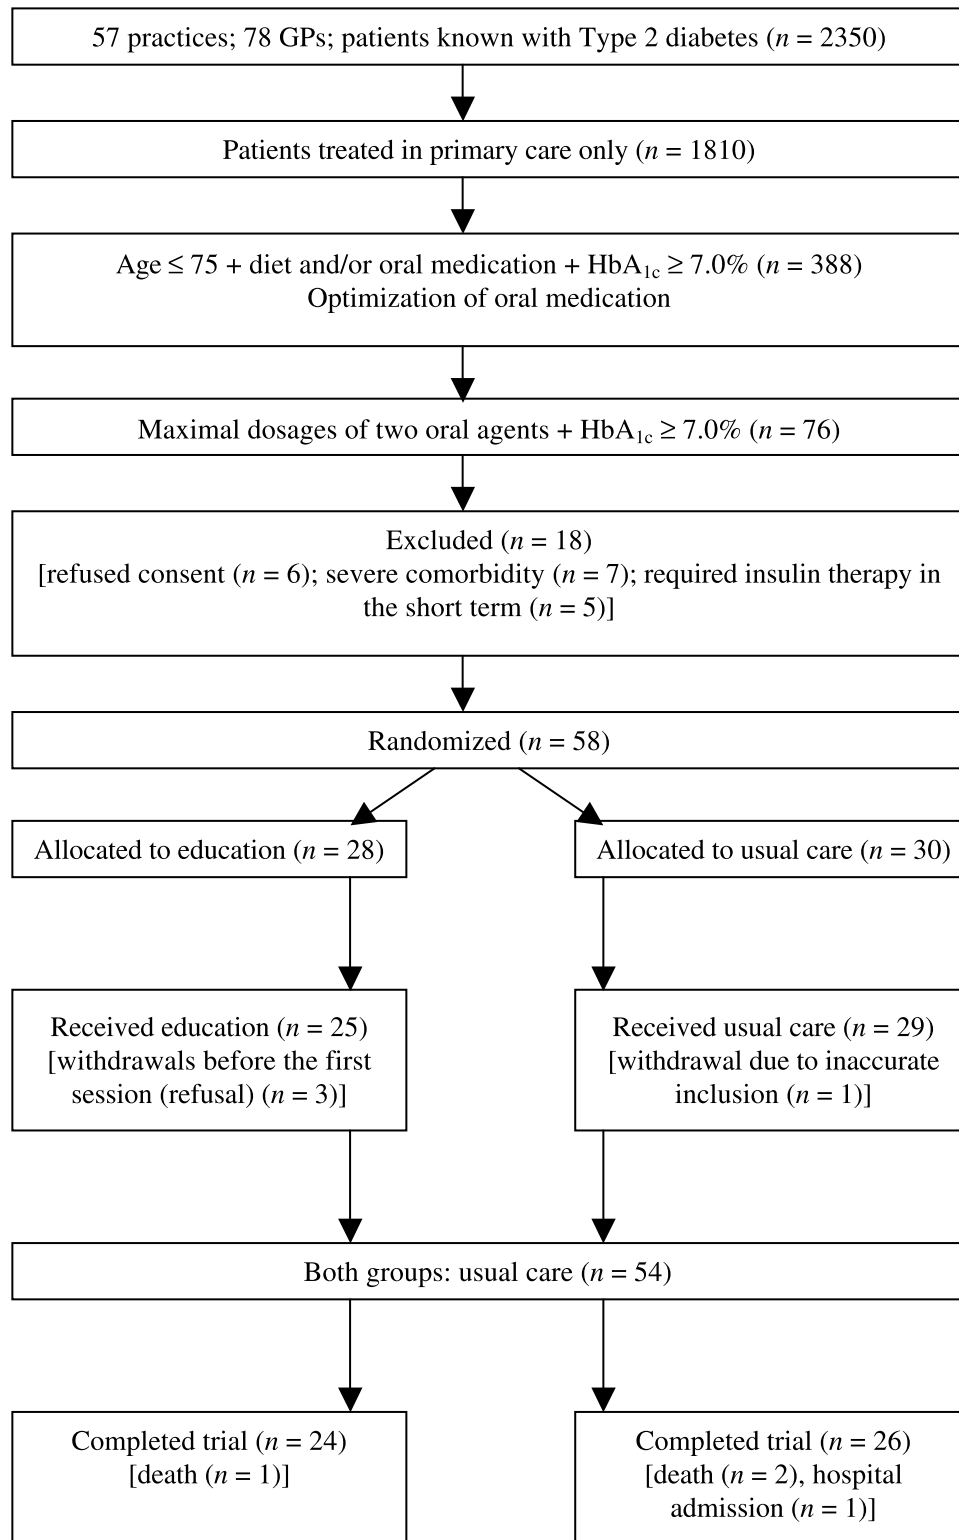 57 practices; 78 GPs; patients known with Type 2 diabetes (n = 2350)
Patients treated in primary care only (n = 1810)
Age ≤ 75 + diet and/or oral medication + HbA1c ≥ 7.0% (n = 388)
Optimization of oral medication
Maximal dosages of two oral agents + HbA1c ≥ 7.0% (n = 76)
Excluded (n = 18)
[refused consent (n = 6); severe comorbidity (n = 7); required insulin therapy in
the short term (n = 5)]
Randomized (n = 58)
Allocated to education (n = 28)
Allocated to usual care (n = 30)
Received education (n = 25)
[withdrawals before the first
session (refusal) (n = 3)]
Received usual care (n = 29)
[withdrawal due to inaccurate
inclusion (n = 1)]
Both groups: usual care (n = 54)
Completed trial (n = 24)
[death (n = 1)]
Completed trial (n = 26)
[death (n = 2), hospital
admission (n = 1)]